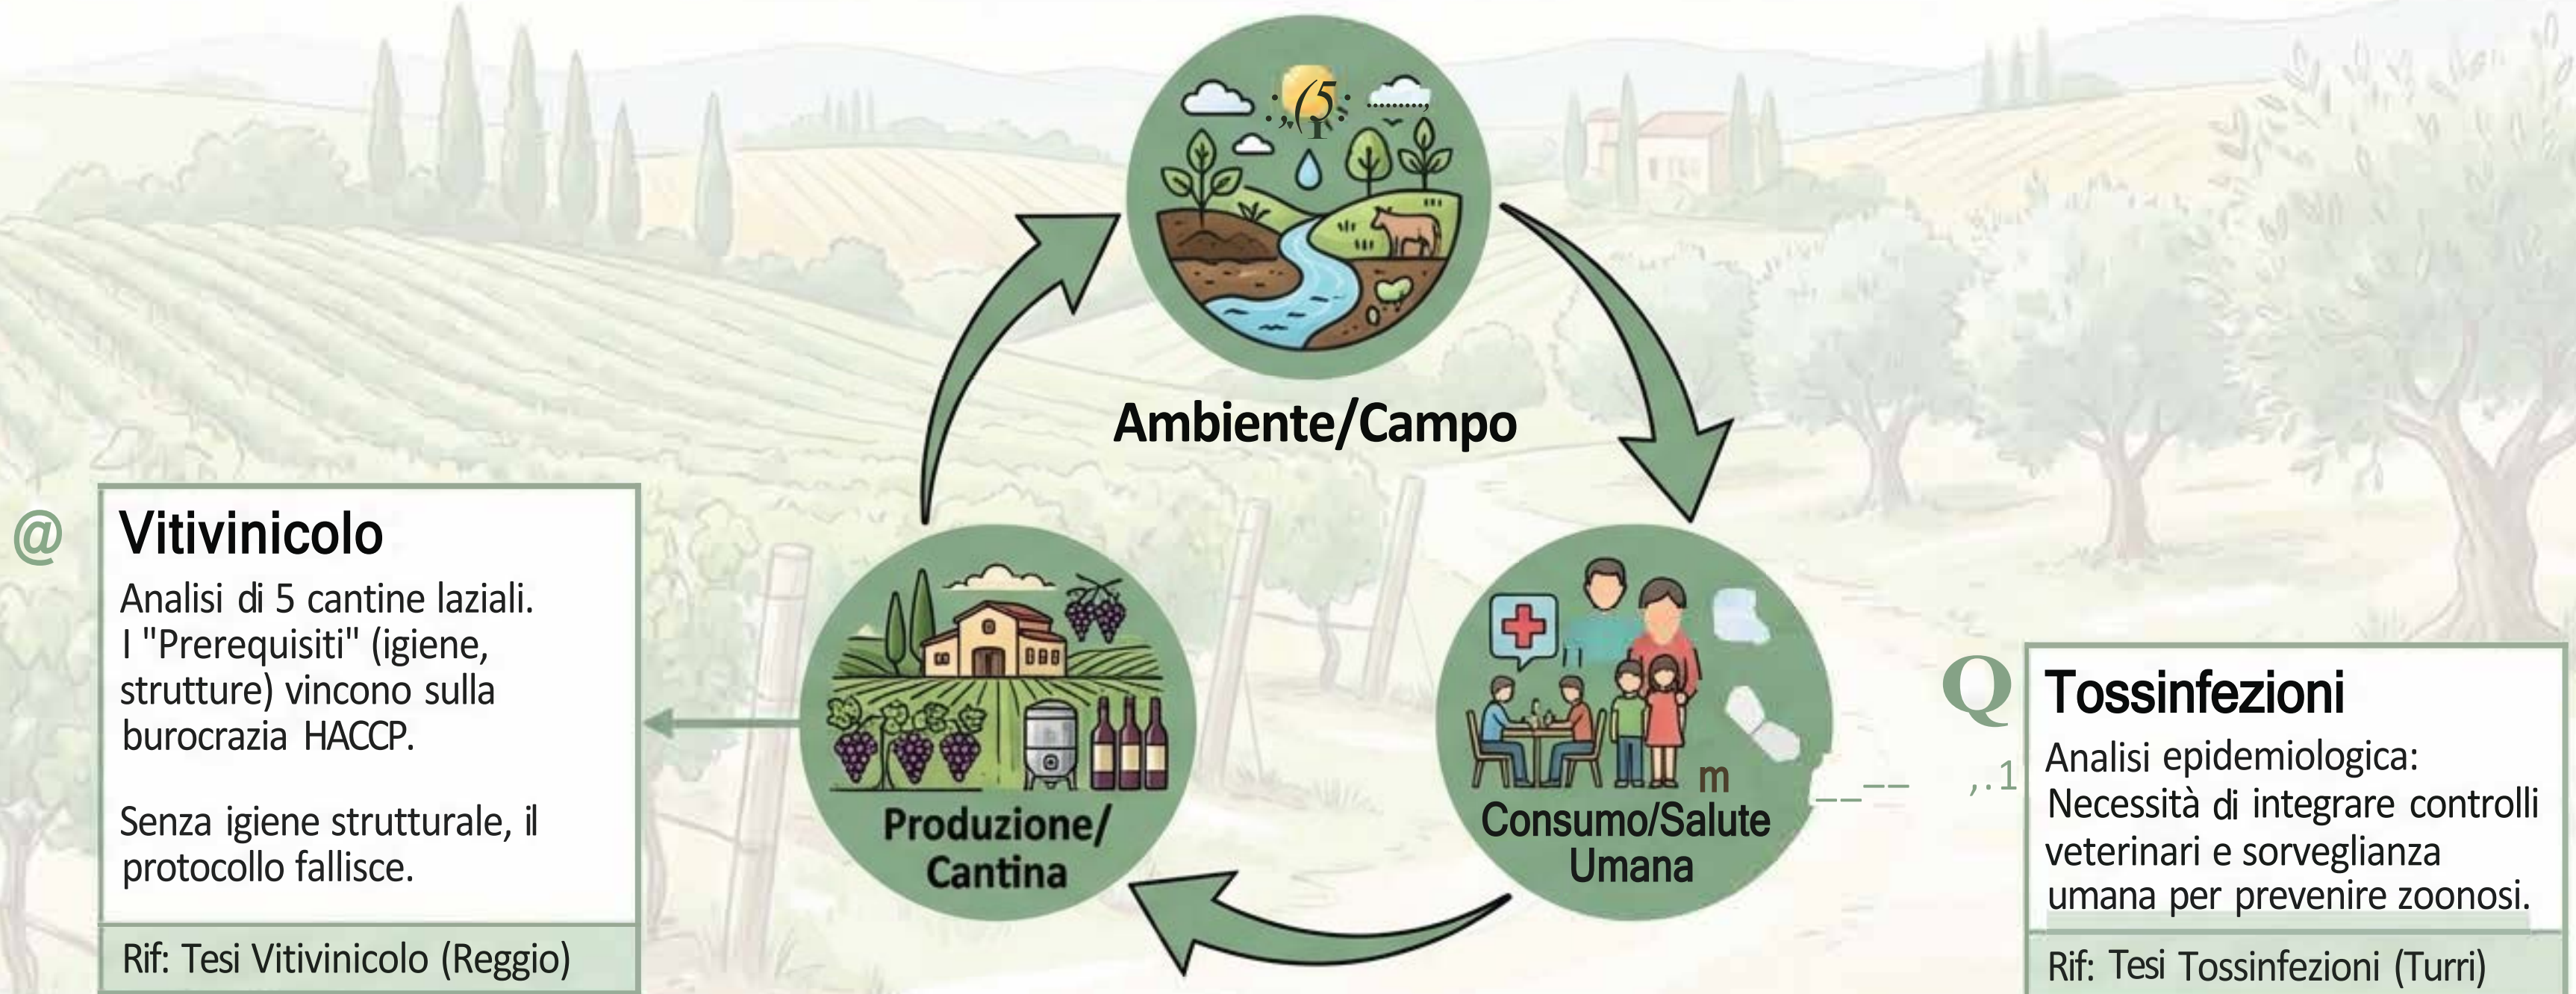 Ambiente/Campo
@
Vitivinicolo
Analisi di 5 cantine laziali.
I "Prerequisiti" (igiene,
strutture) vincono sulla
burocrazia HACCP.
Senza igiene strutturale, il
protocollo fallisce.
Rif: Tesi Vitivinicolo (Reggio)
Produzione/
Cantina
m
Consumo/Salute
Umana
Q
Tossinfezioni
Analisi epidemiologica:
Necessità di integrare controlli
veterinari e sorveglianza
umana per prevenire zoonosi.
Rif: Tesi Tossinfezioni (Turri)